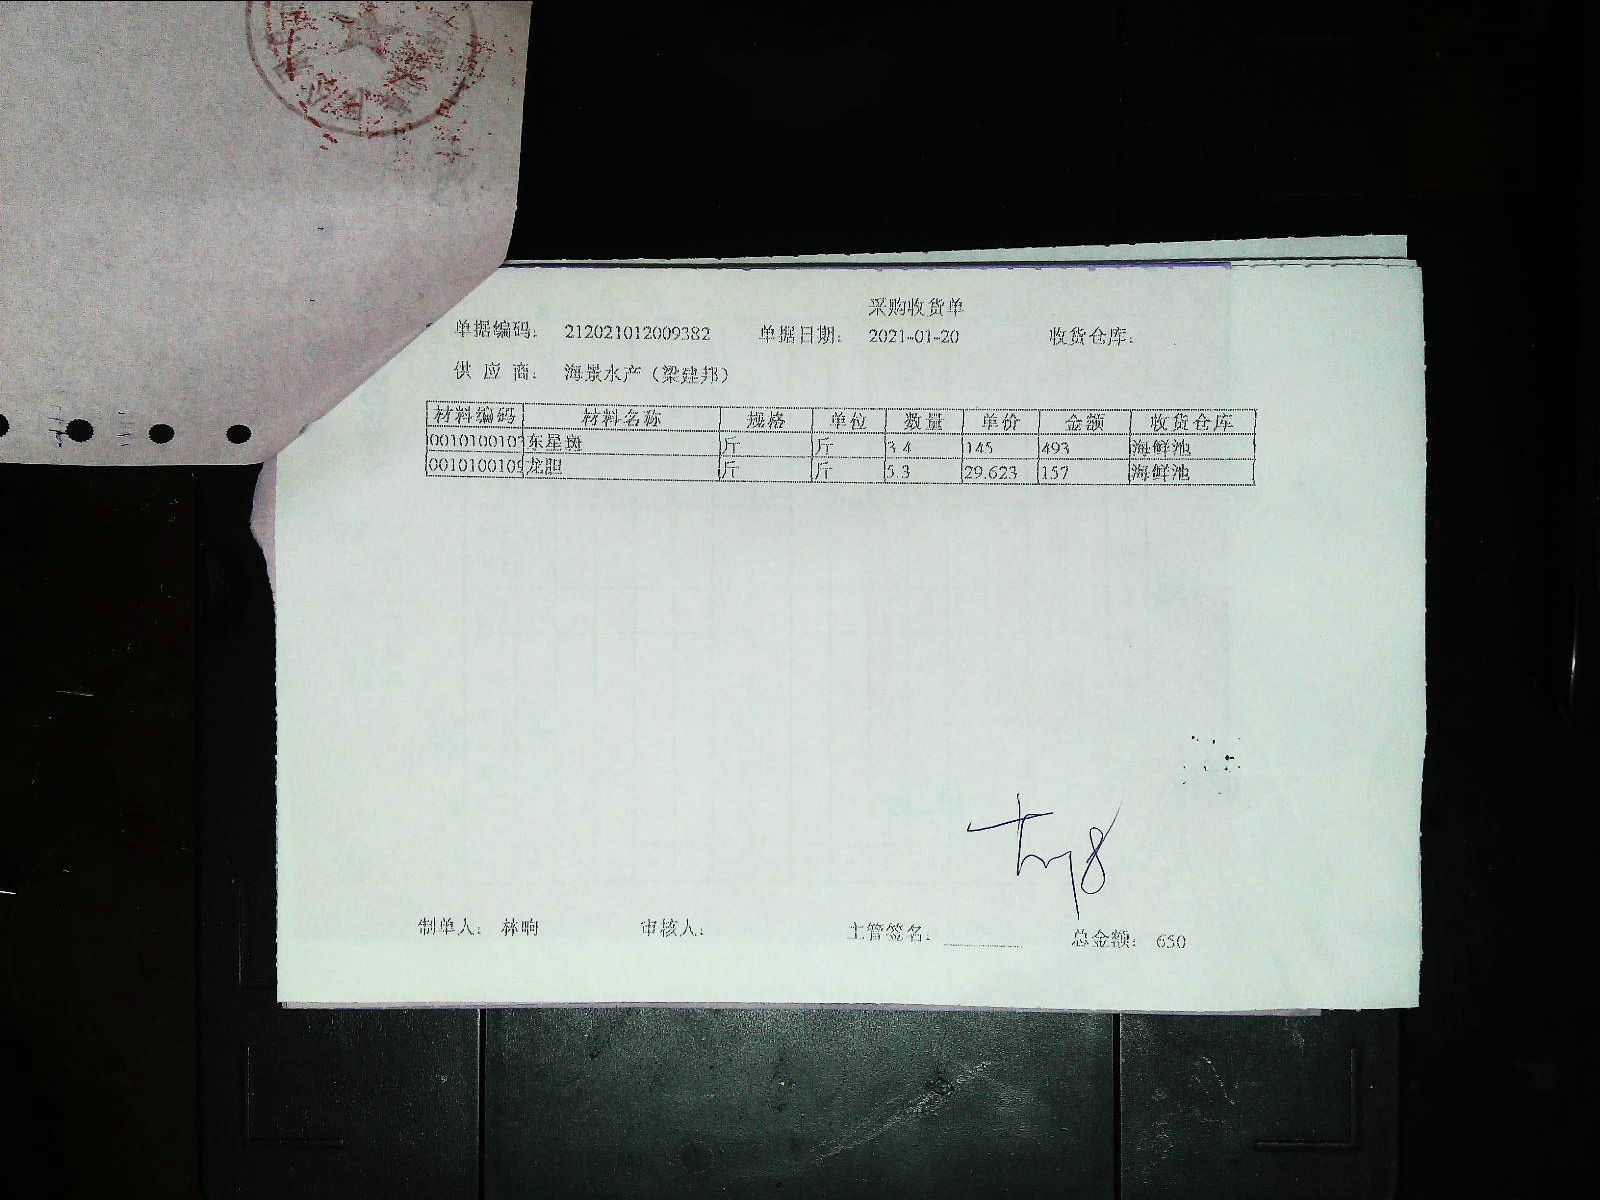 采购收货单
单据编码： 212021012009382 单据日期： 2021-01-20 收货仓库：
供 应 商： 海景水产（梁建邦）
材料编码 材料名称 规格 单位 数量 单价 金额 收货仓库
0010100107 东星斑 斤 斤 3.4 145 493 海鲜池
0010100109 龙胆 斤 斤 5.3 29.623 157 海鲜池
制单人： 林晌 审核人： 主管签名： 总金额： 650